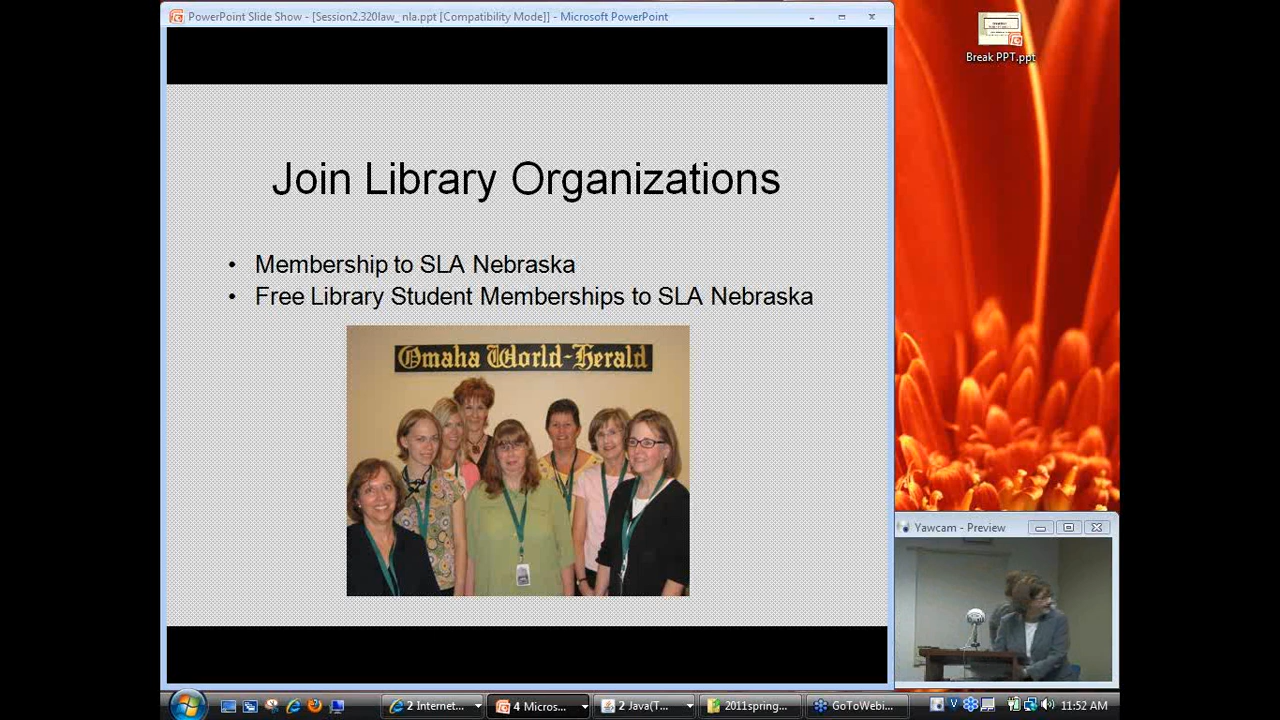 PowerPoint Slide Show - [Session2.320law_ nla.ppt [Compatibility Mode]] - Microsoft PowerPoint
Break PPT.ppt
Join Library Organizations
• Membership to SLA Nebraska
• Free Library Student Memberships to SLA Nebraska
Omaha World-Herald
Yawcam - Preview
2 Internet...
4 Micros...
2 Java(T...
2011spring...
GoToWebi...
V
11:52 AM